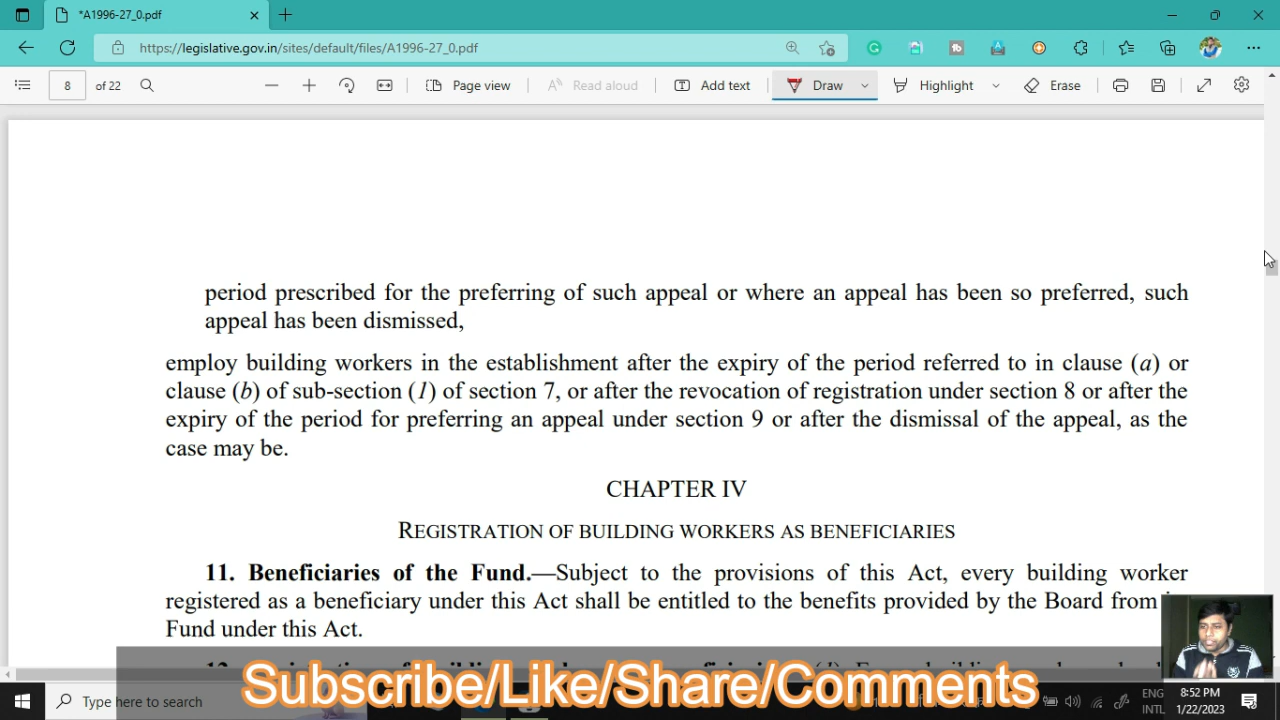 *A1996-27_0.pdf
https://legislative.gov.in/sites/default/files/A1996-27_0.pdf
8 of 22 Page view Read aloud Add text Draw Highlight Erase
period prescribed for the preferring of such appeal or where an appeal has been so preferred, such
appeal has been dismissed,
employ building workers in the establishment after the expiry of the period referred to in clause (a) or
clause (b) of sub-section (1) of section 7, or after the revocation of registration under section 8 or after the
expiry of the period for preferring an appeal under section 9 or after the dismissal of the appeal, as the
case may be.
CHAPTER IV
REGISTRATION OF BUILDING WORKERS AS BENEFICIARIES
11. Beneficiaries of the Fund.—Subject to the provisions of this Act, every building worker
registered as a beneficiary under this Act shall be entitled to the benefits provided by the Board from
Fund under this Act.
Subscribe/Like/Share/Comments
Type here to search
ENG
INTL
8:52 PM
1/22/2023